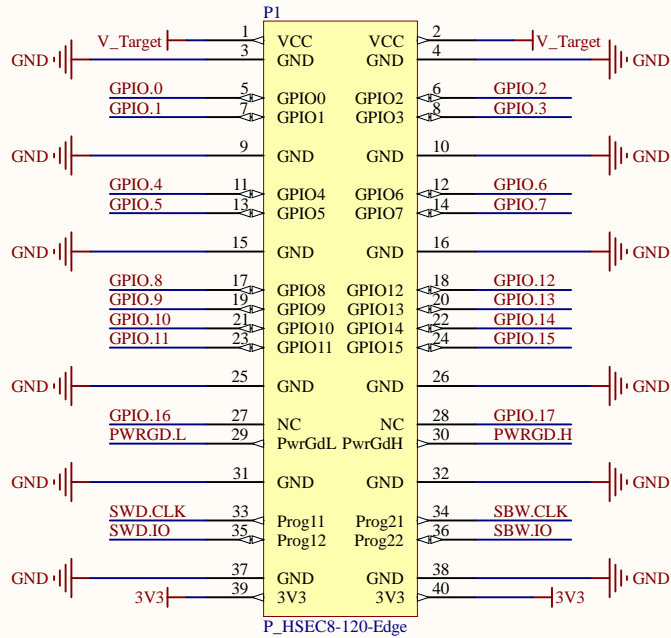 P1
V_Target 1 VCC VCC 2 V_Target
GND 3 GND GND 4 GND
GPIO.0 5 GPIO0 GPIO2 6 GPIO.2
GPIO.1 7 GPIO1 GPIO3 8 GPIO.3
GND 9 GND GND 10 GND
GPIO.4 11 GPIO4 GPIO6 12 GPIO.6
GPIO.5 13 GPIO5 GPIO7 14 GPIO.7
GND 15 GND GND 16 GND
GPIO.8 17 GPIO8 GPIO12 18 GPIO.12
GPIO.9 19 GPIO9 GPIO13 20 GPIO.13
GPIO.10 21 GPIO10 GPIO14 22 GPIO.14
GPIO.11 23 GPIO11 GPIO15 24 GPIO.15
GND 25 GND GND 26 GND
GPIO.16 27 NC NC 28 GPIO.17
PWRGD.L 29 PwrGdL PwrGdH 30 PWRGD.H
GND 31 GND GND 32 GND
SWD.CLK 33 Prog11 Prog21 34 SBW.CLK
SWD.IO 35 Prog12 Prog22 36 SBW.IO
GND 37 GND GND 38 GND
3V3 39 3V3 3V3 40 3V3
P_HSEC8-120-Edge